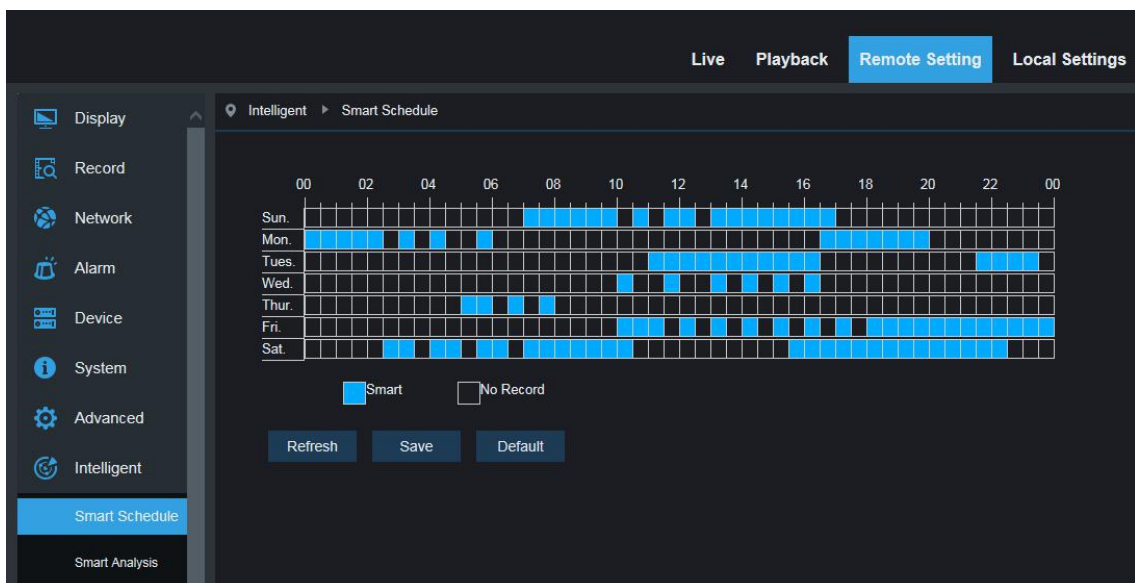 Live Playback Remote Setting Local Settings
Display
Record
Network
Alarm
Device
System
Advanced
Intelligent
Smart Schedule
Smart Analysis
Intelligent Smart Schedule
00 02 04 06 08 10 12 14 16 18 20 22 00
Sun.
Mon.
Tues.
Wed.
Thur.
Fri.
Sat.
Smart No Record
Refresh Save Default